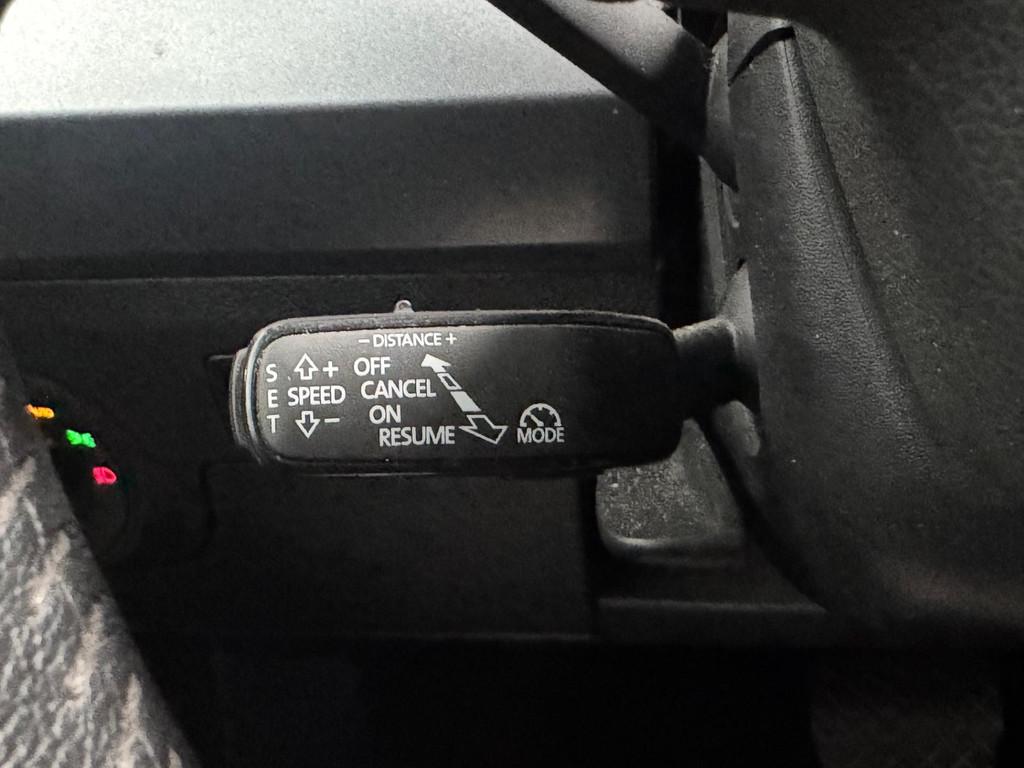 - DISTANCE +
S + OFF
E SPEED CANCEL
T - ON
RESUME MODE